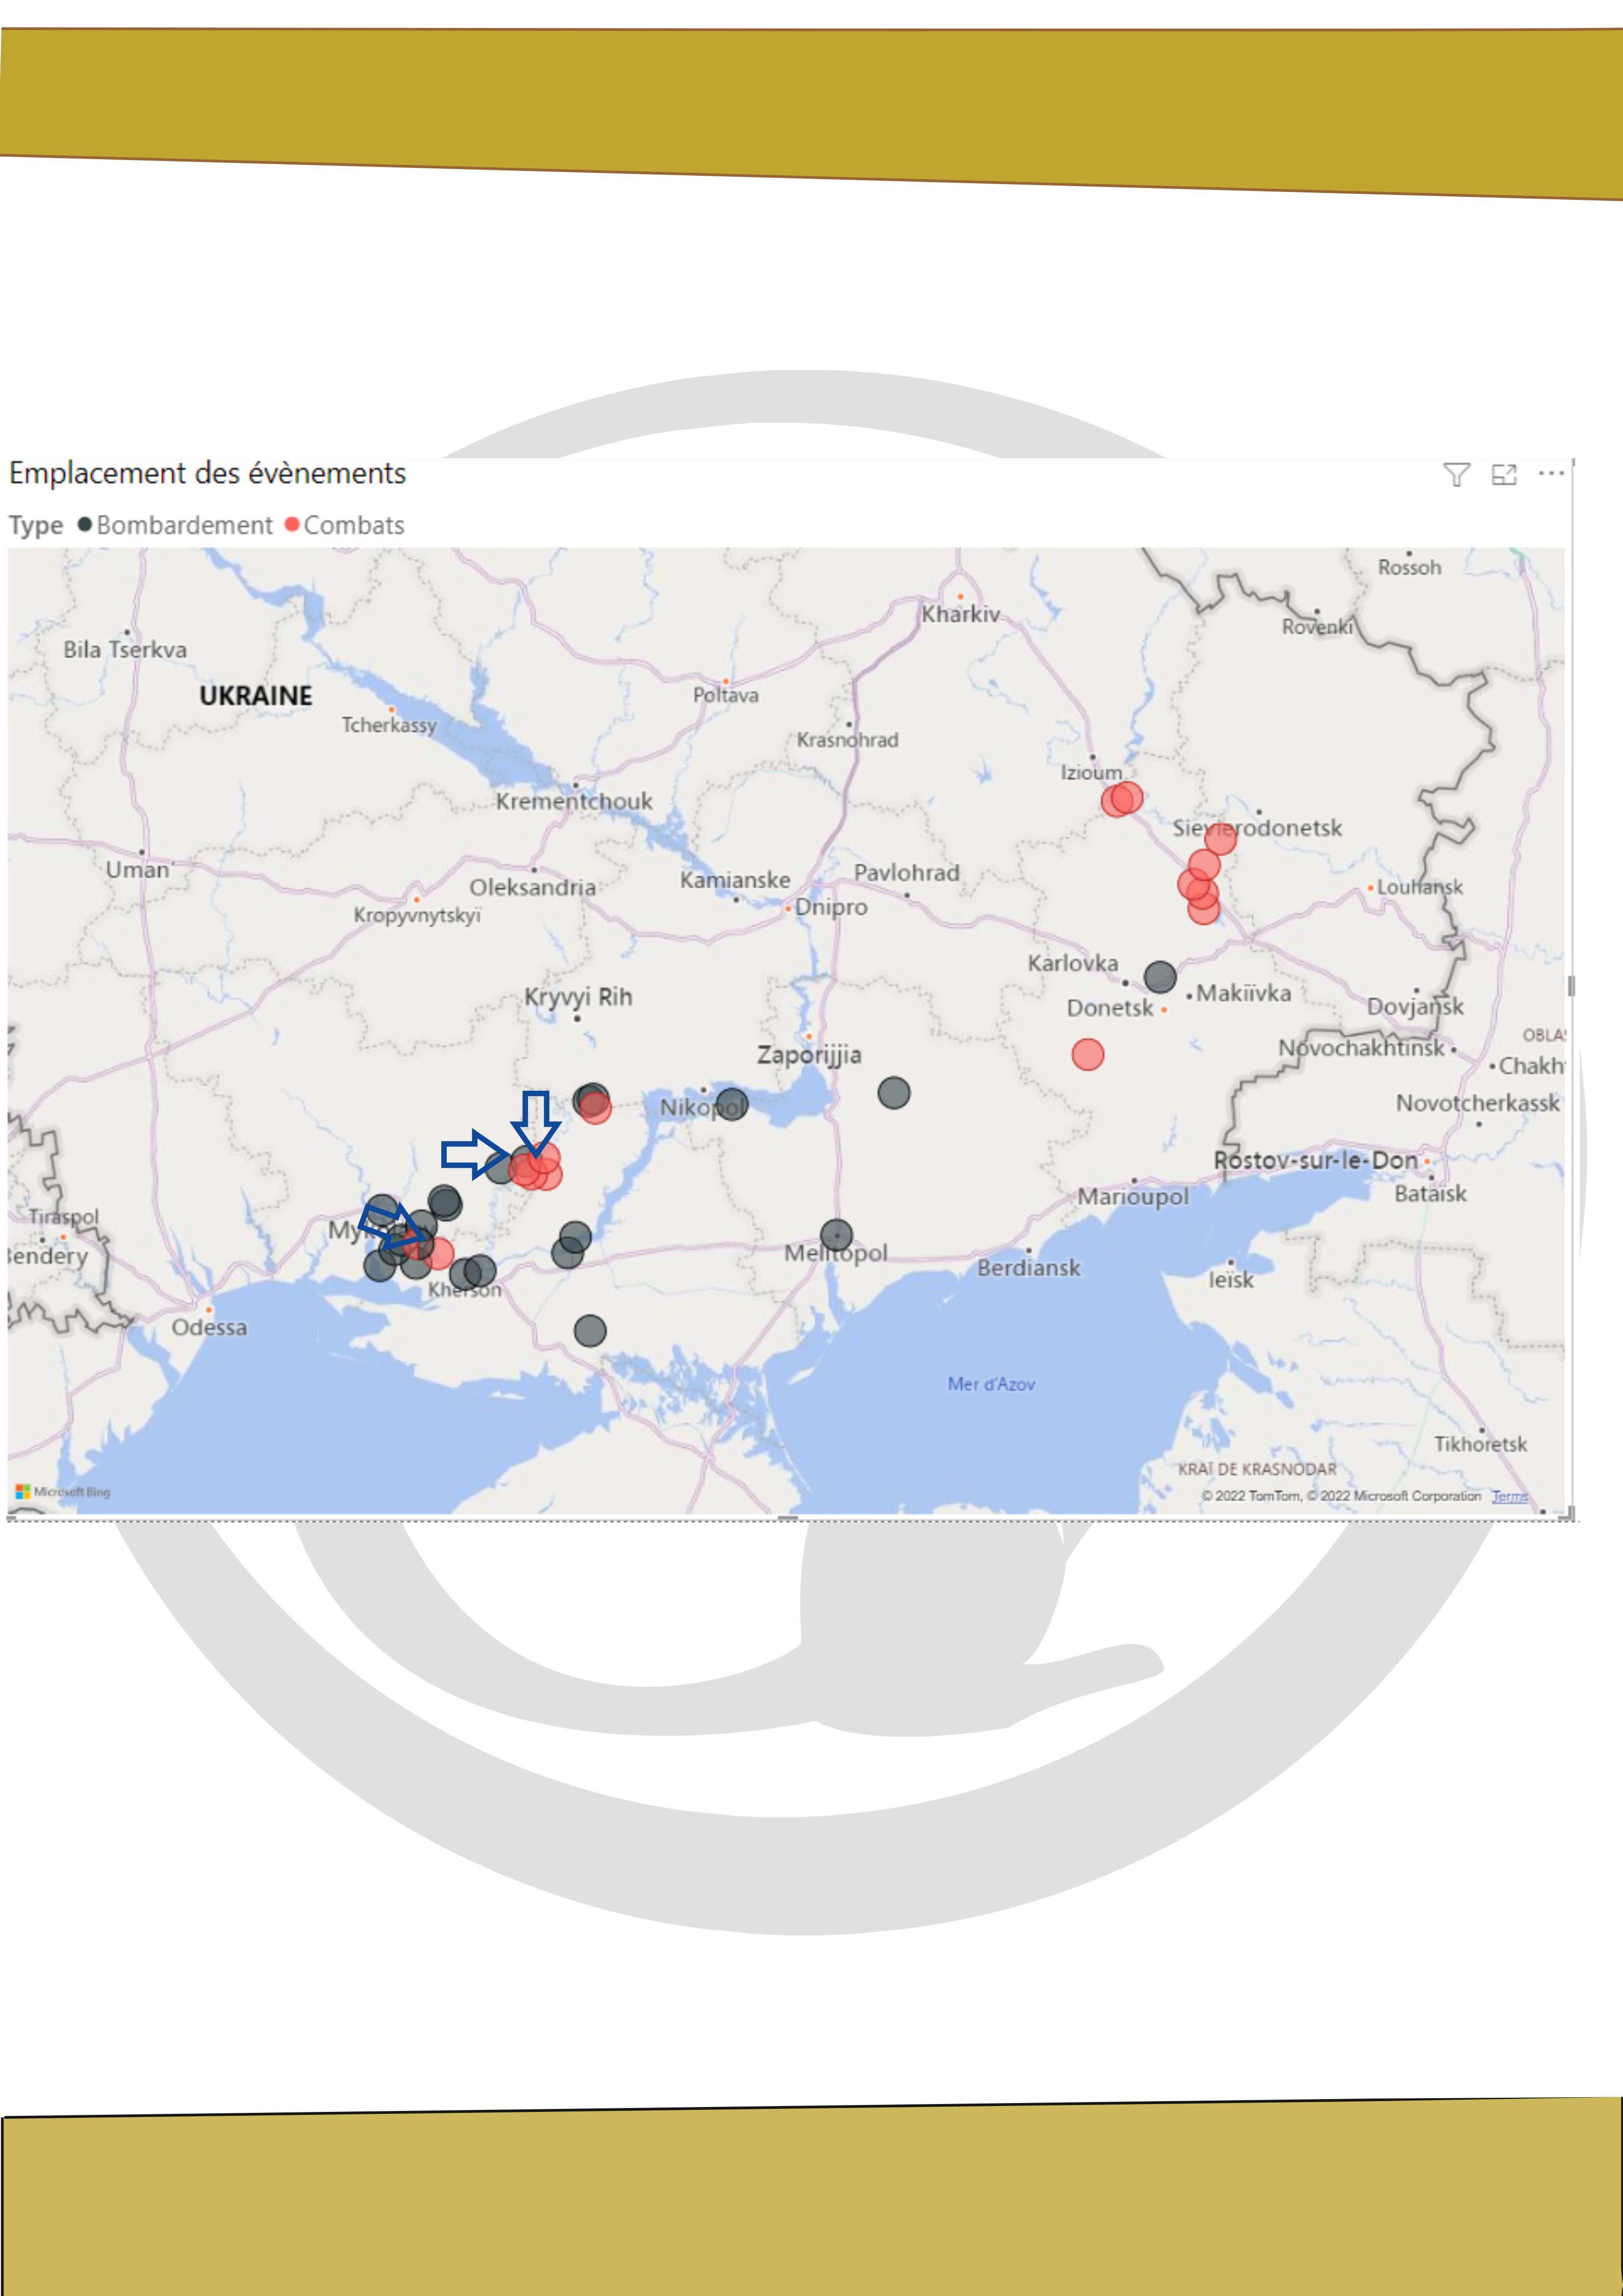 Emplacement des évènements
Type Bombardement Combats
Rossoh
Kharkiv
Rovenki
Bila Tserkva
UKRAINE
Poltava
Tcherkassy
Krasnohrad
Izioum
Krementchouk
Sievierodonetsk
Uman
Oleksandria
Kamianske
Pavlohrad
Louhansk
Kropyvnytskyï
Dnipro
Karlovka
Kryvyi Rih
Makiïvka
Donetsk
Dovjansk
OBLAS
Zaporijjia
Novochakhtinsk
Chakh
Nikopol
Novotcherkassk
Rostov-sur-le-Don
Marioupol
Bataïsk
Tiraspol
Bendery
Melitopol
Berdiansk
Ieïsk
Kherson
Odessa
Mer d'Azov
Tikhoretsk
KRAÏ DE KRASNODAR
Microsoft Bing
© 2022 TomTom, © 2022 Microsoft Corporation Terms